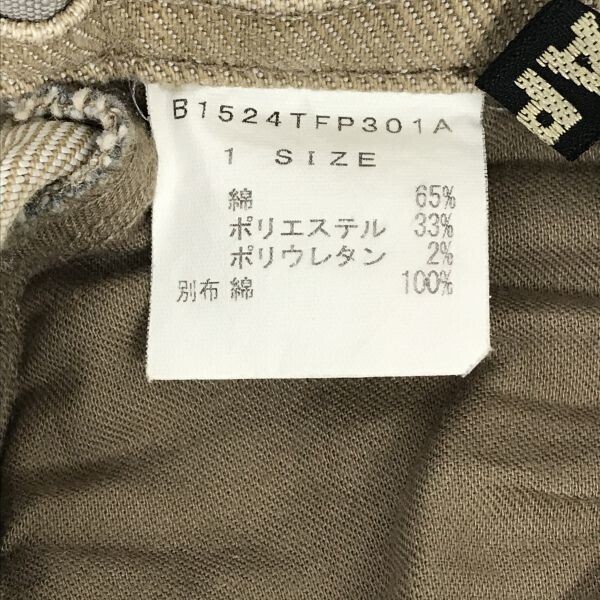 B1524TFP301A
1 SIZE
綿 65%
ポリエステル 33%
ポリウレタン 2%
別布 綿 100%